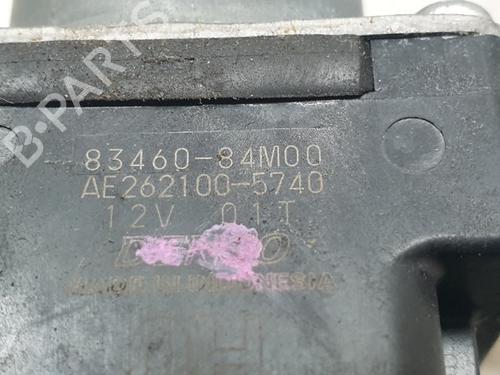 B-PARTS
83460-84M00
AE262100-5740
12V 01T
DENSO
MADE IN INDONESIA